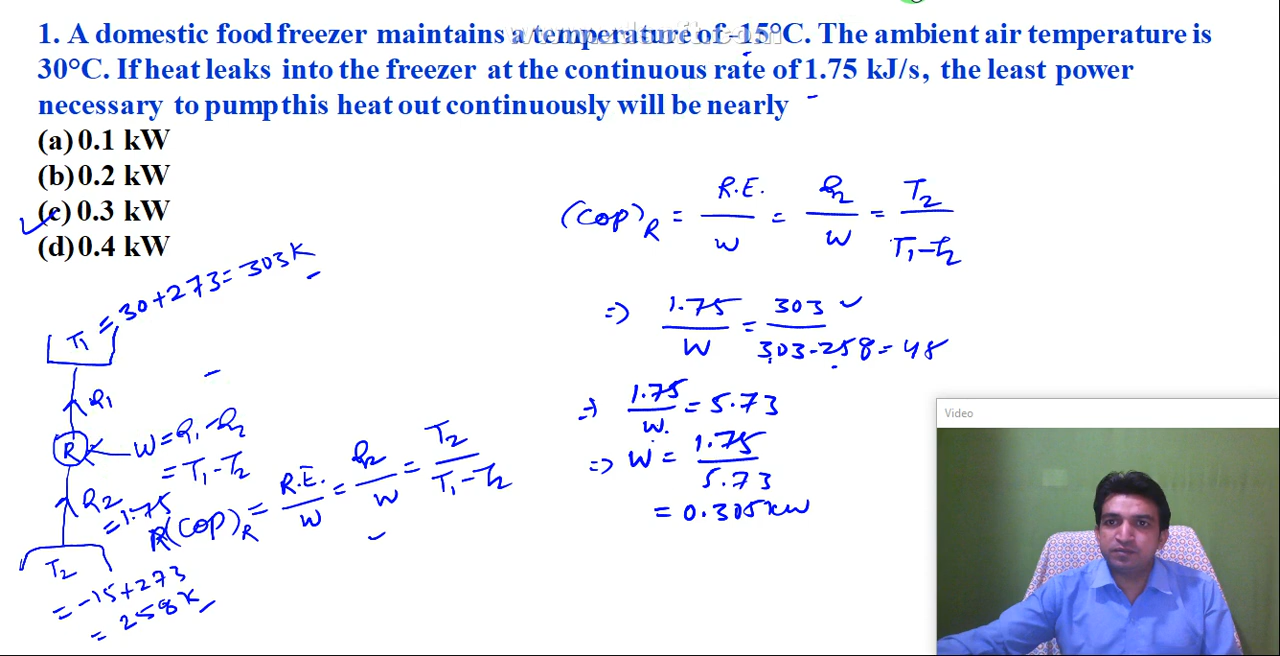 1. A domestic food freezer maintains a temperature of -15°C. The ambient air temperature is
30°C. If heat leaks into the freezer at the continuous rate of 1.75 kJ/s, the least power
necessary to pump this heat out continuously will be nearly
(a) 0.1 kW
(b) 0.2 kW
(c) 0.3 kW
(d) 0.4 kW
(COP)R = R.E./W = Q2/W = T2/T1-T2
=> 1.75/W = 303/303-258 = 48
=> 1.75/W. = 5.73
=> W = 1.75/5.73
= 0.305 kW
T1 = 30+273 = 303K
Q1
R W = Q1-Q2
= T1-T2
Q2
= 1.75
(COP)R = R.E./W = Q2/W = T2/T1-T2
T2
= -15+273
= 258K
Video